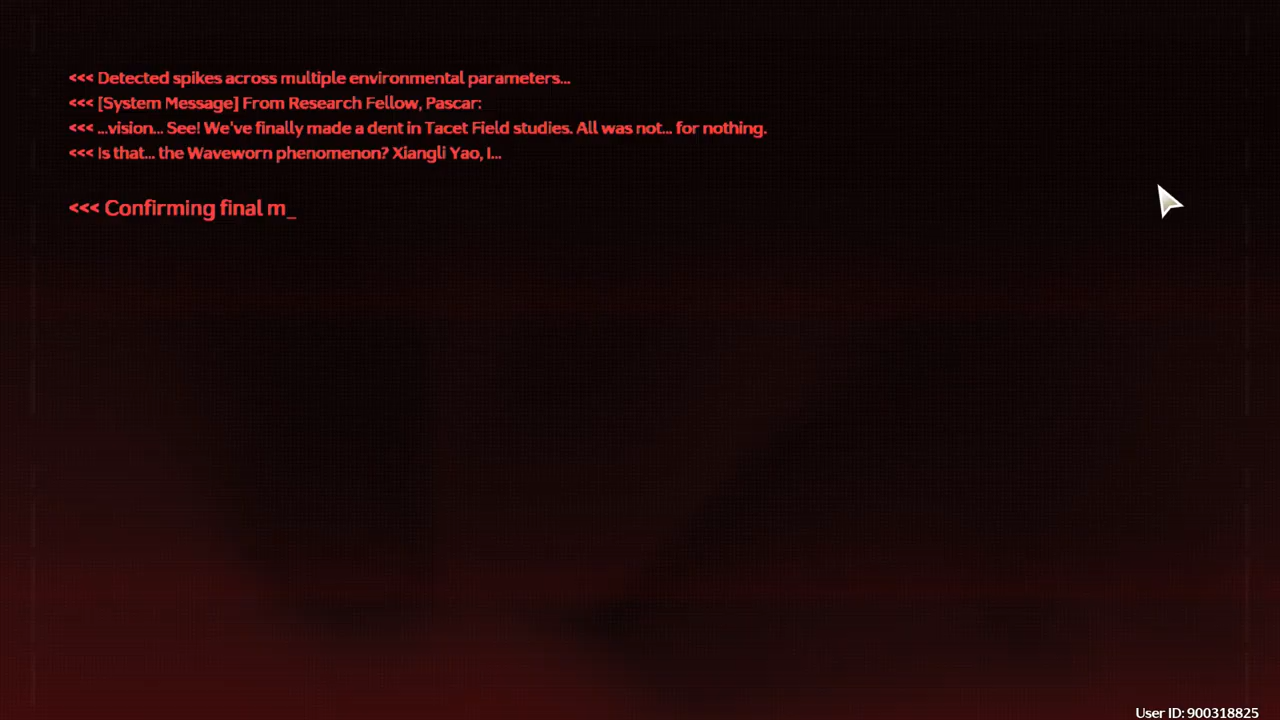 <<< Detected spikes across multiple environmental parameters...
<<< [System Message] From Research Fellow, Pascar:
<<< ...vision... See! We've finally made a dent in Tacet Field studies. All was not... for nothing.
<<< Is that... the Waveworn phenomenon? Xiangli Yao, I...
<<< Confirming final m_
User ID: 900318825